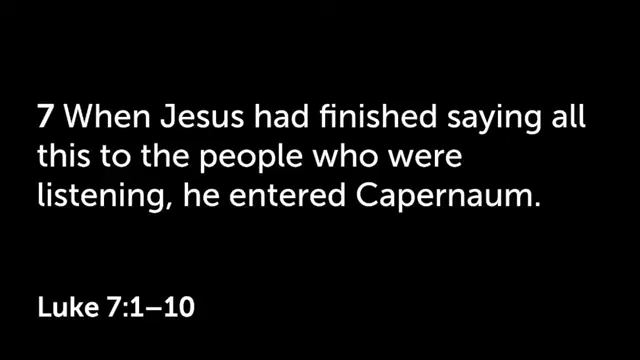 7 When Jesus had finished saying all
this to the people who were
listening, he entered Capernaum.
Luke 7:1–10